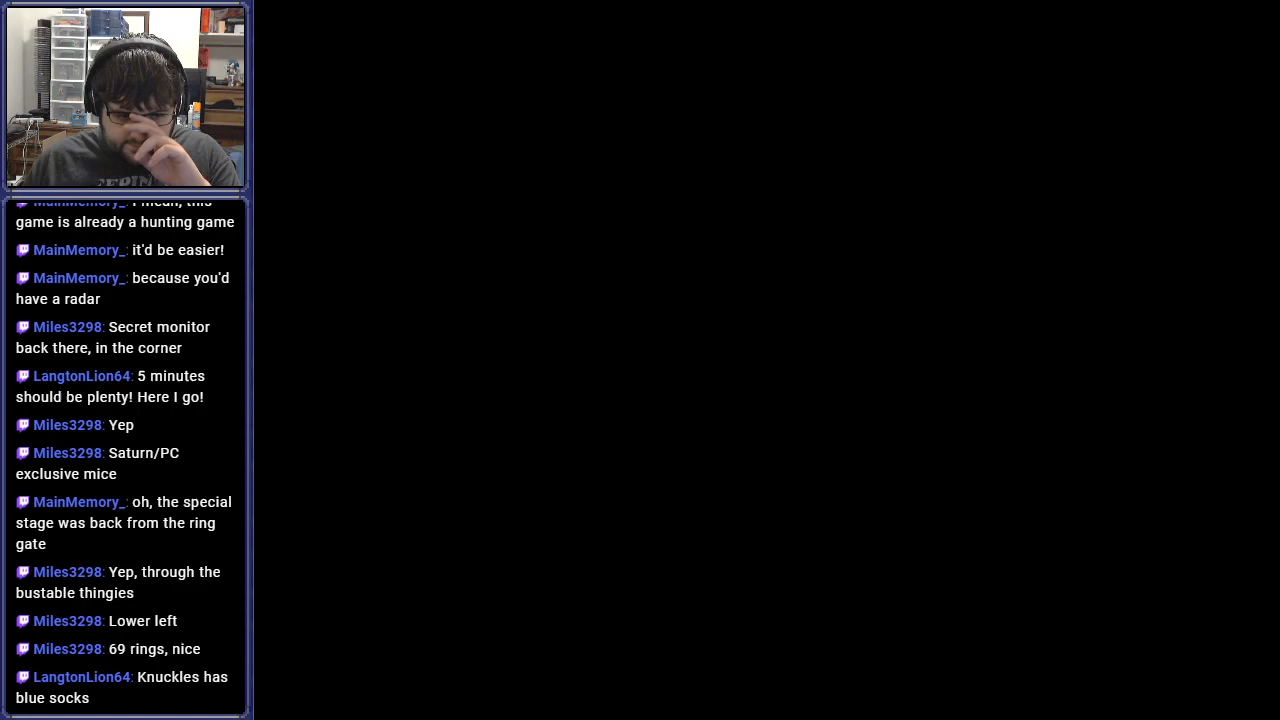 MainMemory_: I mean, this
game is already a hunting game
MainMemory_: it'd be easier!
MainMemory_: because you'd
have a radar
Miles3298: Secret monitor
back there, in the corner
LangtonLion64: 5 minutes
should be plenty! Here I go!
Miles3298: Yep
Miles3298: Saturn/PC
exclusive mice
MainMemory_: oh, the special
stage was back from the ring
gate
Miles3298: Yep, through the
bustable thingies
Miles3298: Lower left
Miles3298: 69 rings, nice
LangtonLion64: Knuckles has
blue socks